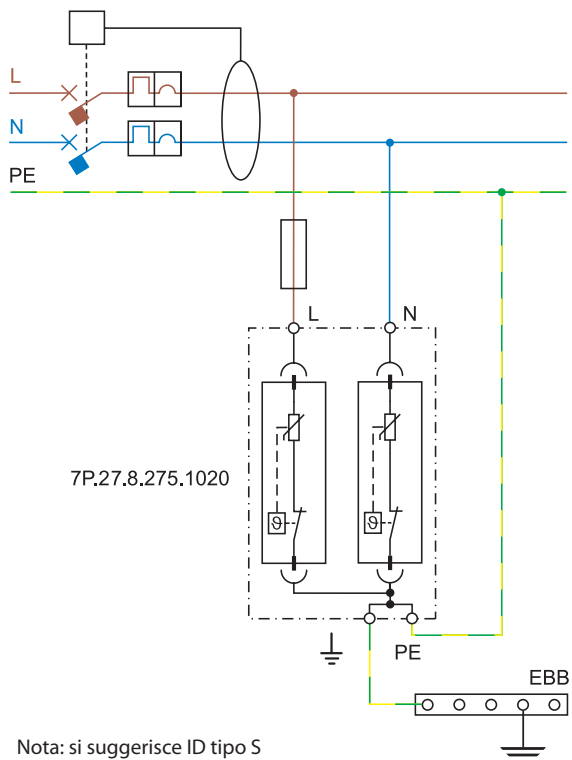 L
N
PE
L
N
7P.27.8.275.1020
ϑ
ϑ
PE
EBB
Nota: si suggerisce ID tipo S